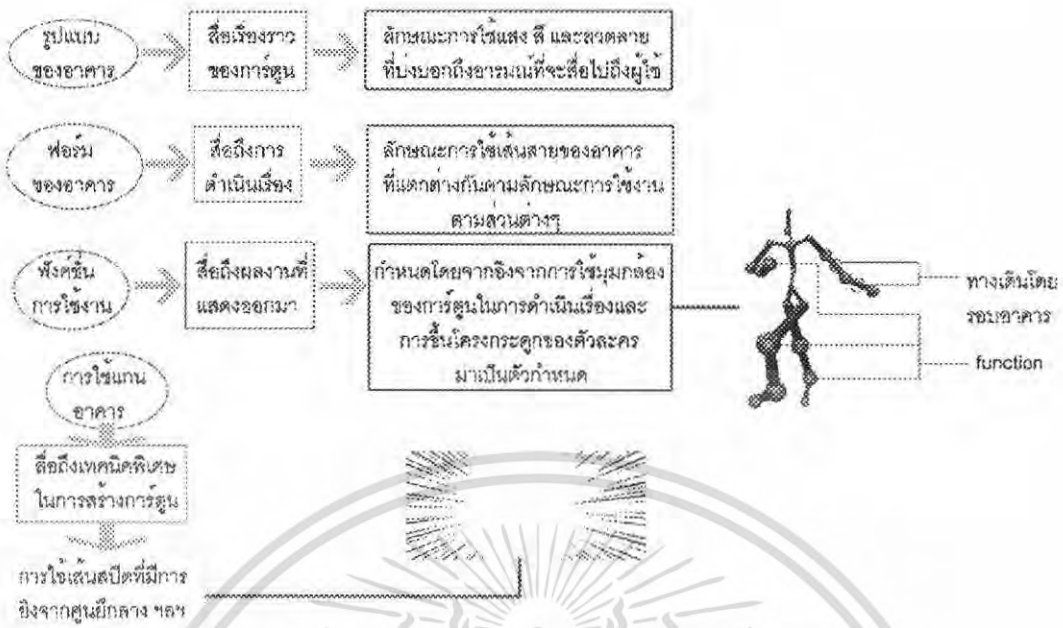 รูปแบบ
ของอาคาร
สื่อเรื่องราว
ของการ์ตูน
ลักษณะการใช้แสง สี และลวดลาย
ที่บ่งบอกถึงอารมณ์ที่จะสื่อไปถึงผู้ใช้
ฟอร์ม
ของอาคาร
สื่อถึงการ
ดำเนินเรื่อง
ลักษณะการใช้เส้นสายของอาคาร
ที่แตกต่างกันตามลักษณะการใช้งาน
ตามส่วนต่างๆ
ฟังค์ชั่น
การใช้งาน
สื่อถึงผลงานที่
แสดงออกมา
กำหนดโดยจากอิงจากการใช้มุมกล้อง
ของการ์ตูนในการดำเนินเรื่องและ
การขึ้นโครงกระดูกของตัวละคร
มาเป็นตัวกำหนด
ทางเดินโดย
รอบอาคาร
function
การใช้แกน
อาคาร
สื่อถึงเทคนิคพิเศษ
ในการสร้างการ์ตูน
การใช้เส้นสปีดที่มีการ
ยิงจากศูนย์กลาง ฯลฯ